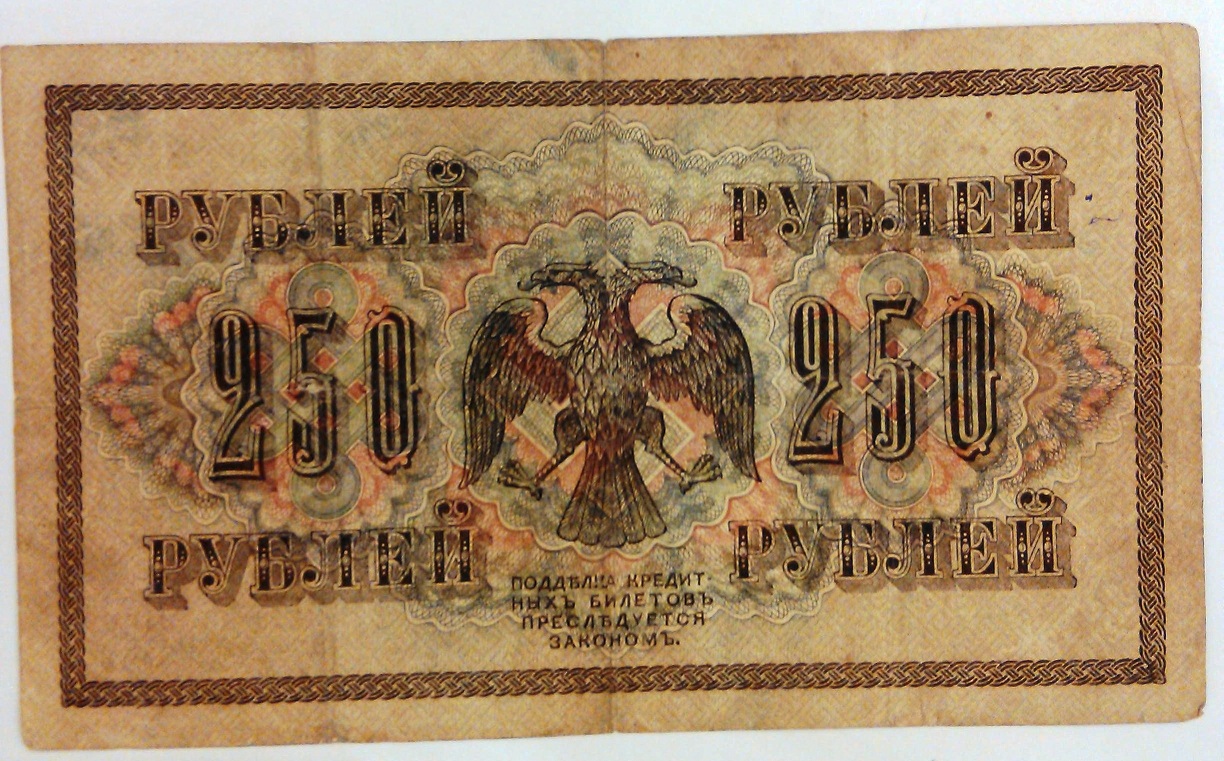 РУБЛЕЙ РУБЛЕЙ
250 250
РУБЛЕЙ РУБЛЕЙ
ПОДДѢЛКА КРЕДИТ-
НЫХЪ БИЛЕТОВЪ
ПРЕСЛѢДУЕТСЯ
ЗАКОНОМЪ.